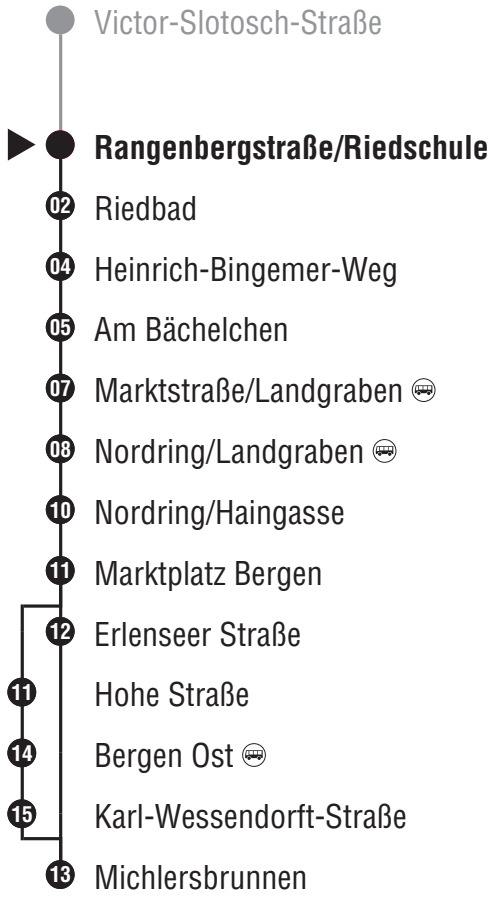 Victor-Slotosch-Straße
Rangenbergstraße/Riedschule
02 Riedbad
04 Heinrich-Bingemer-Weg
05 Am Bächelchen
07 Marktstraße/Landgraben
08 Nordring/Landgraben
10 Nordring/Haingasse
11 Marktplatz Bergen
12 Erlenseer Straße
11 Hohe Straße
14 Bergen Ost
15 Karl-Wessendorft-Straße
13 Michlersbrunnen